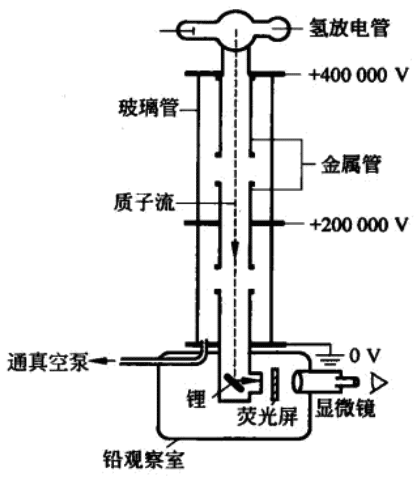 氢放电管
+400 000 V
玻璃管
金属管
质子流
+200 000 V
0 V
通真空泵
锂
荧光屏
显微镜
铅观察室